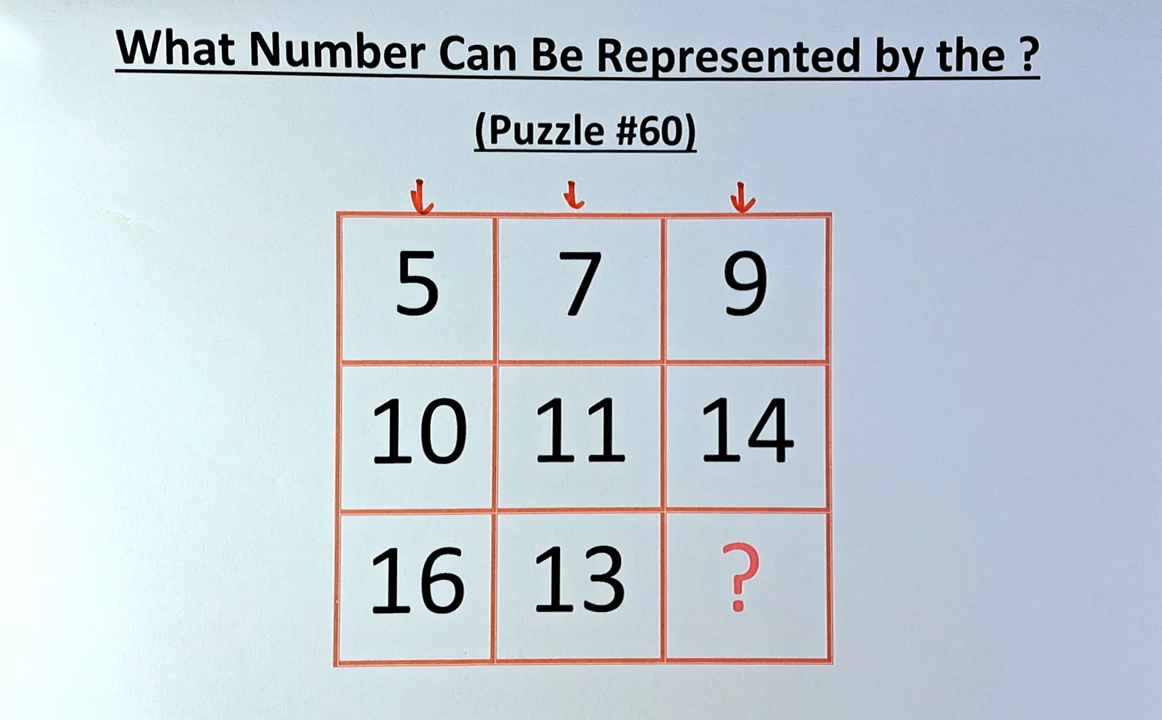 What Number Can Be Represented by the ?
(Puzzle #60)
5 7 9
10 11 14
16 13 ?